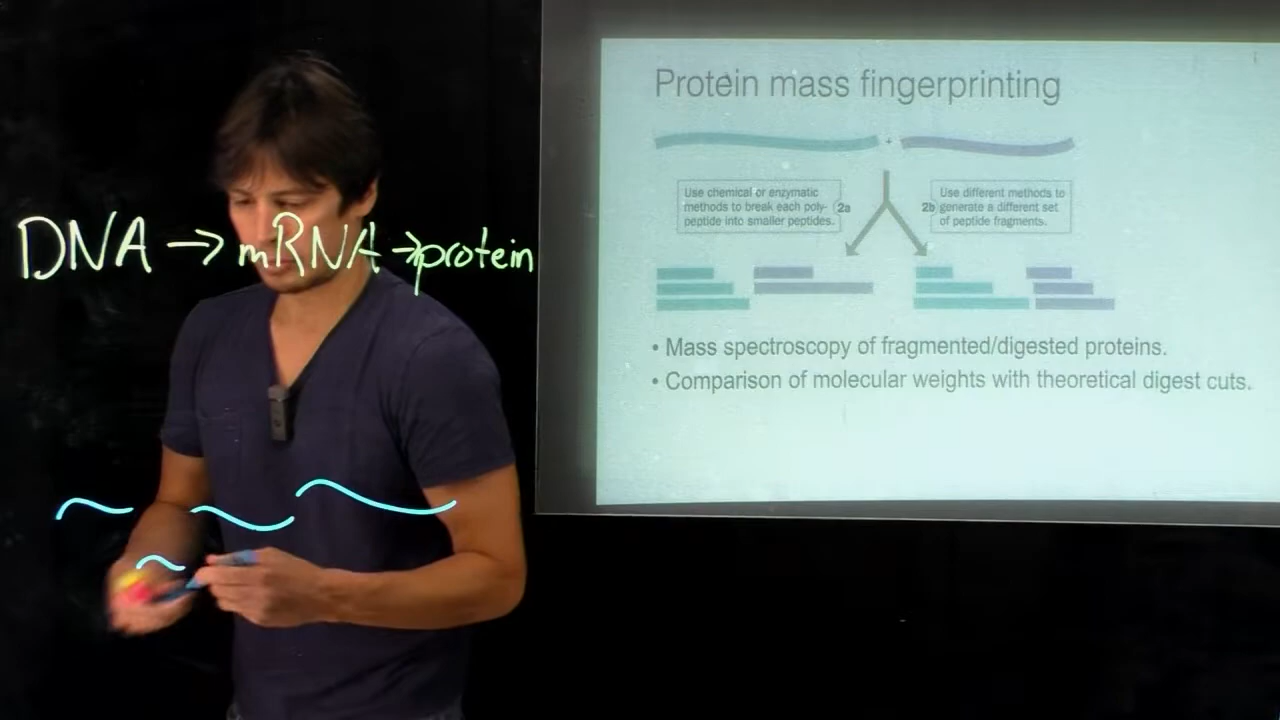 DNA → mRNA → protein
Protein mass fingerprinting
+
Use chemical or enzymatic
methods to break each poly-
peptide into smaller peptides.
2a
2b
Use different methods to
generate a different set
of peptide fragments.
• Mass spectroscopy of fragmented/digested proteins.
• Comparison of molecular weights with theoretical digest cuts.